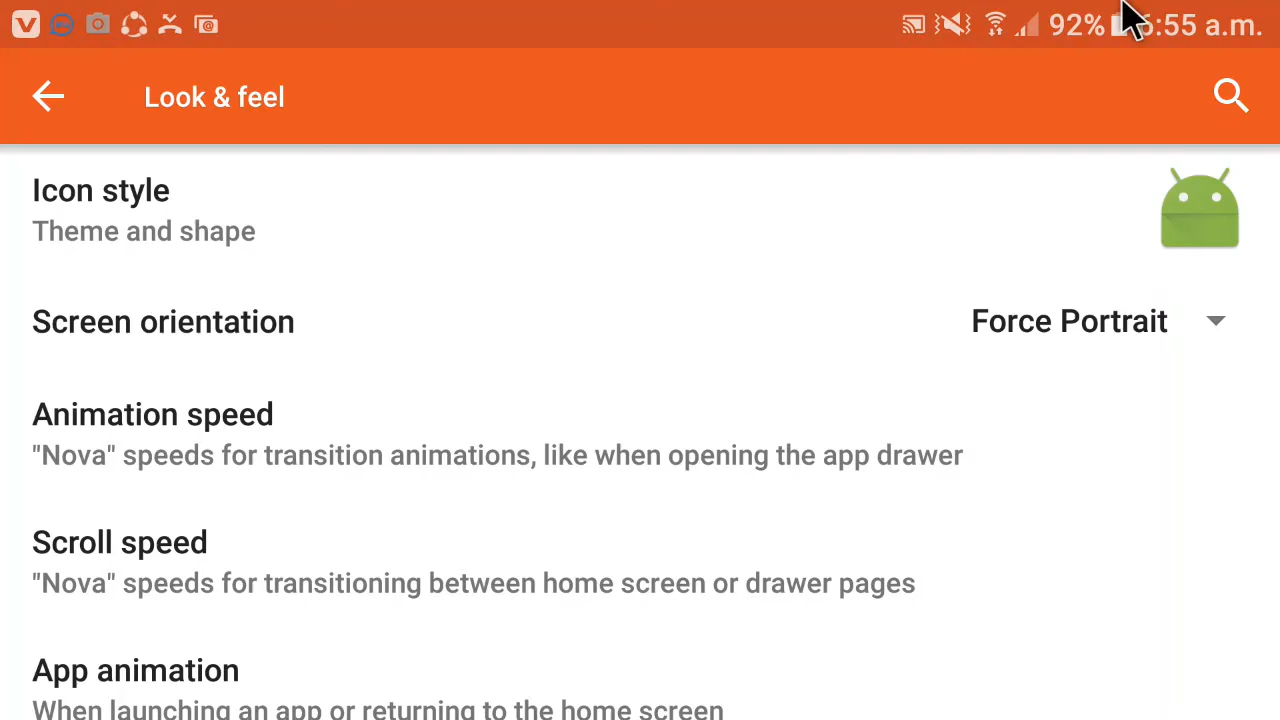 92% 6:55 a.m.
Look & feel
Icon style
Theme and shape
Screen orientation
Force Portrait
Animation speed
"Nova" speeds for transition animations, like when opening the app drawer
Scroll speed
"Nova" speeds for transitioning between home screen or drawer pages
App animation
When launching an app or returning to the home screen